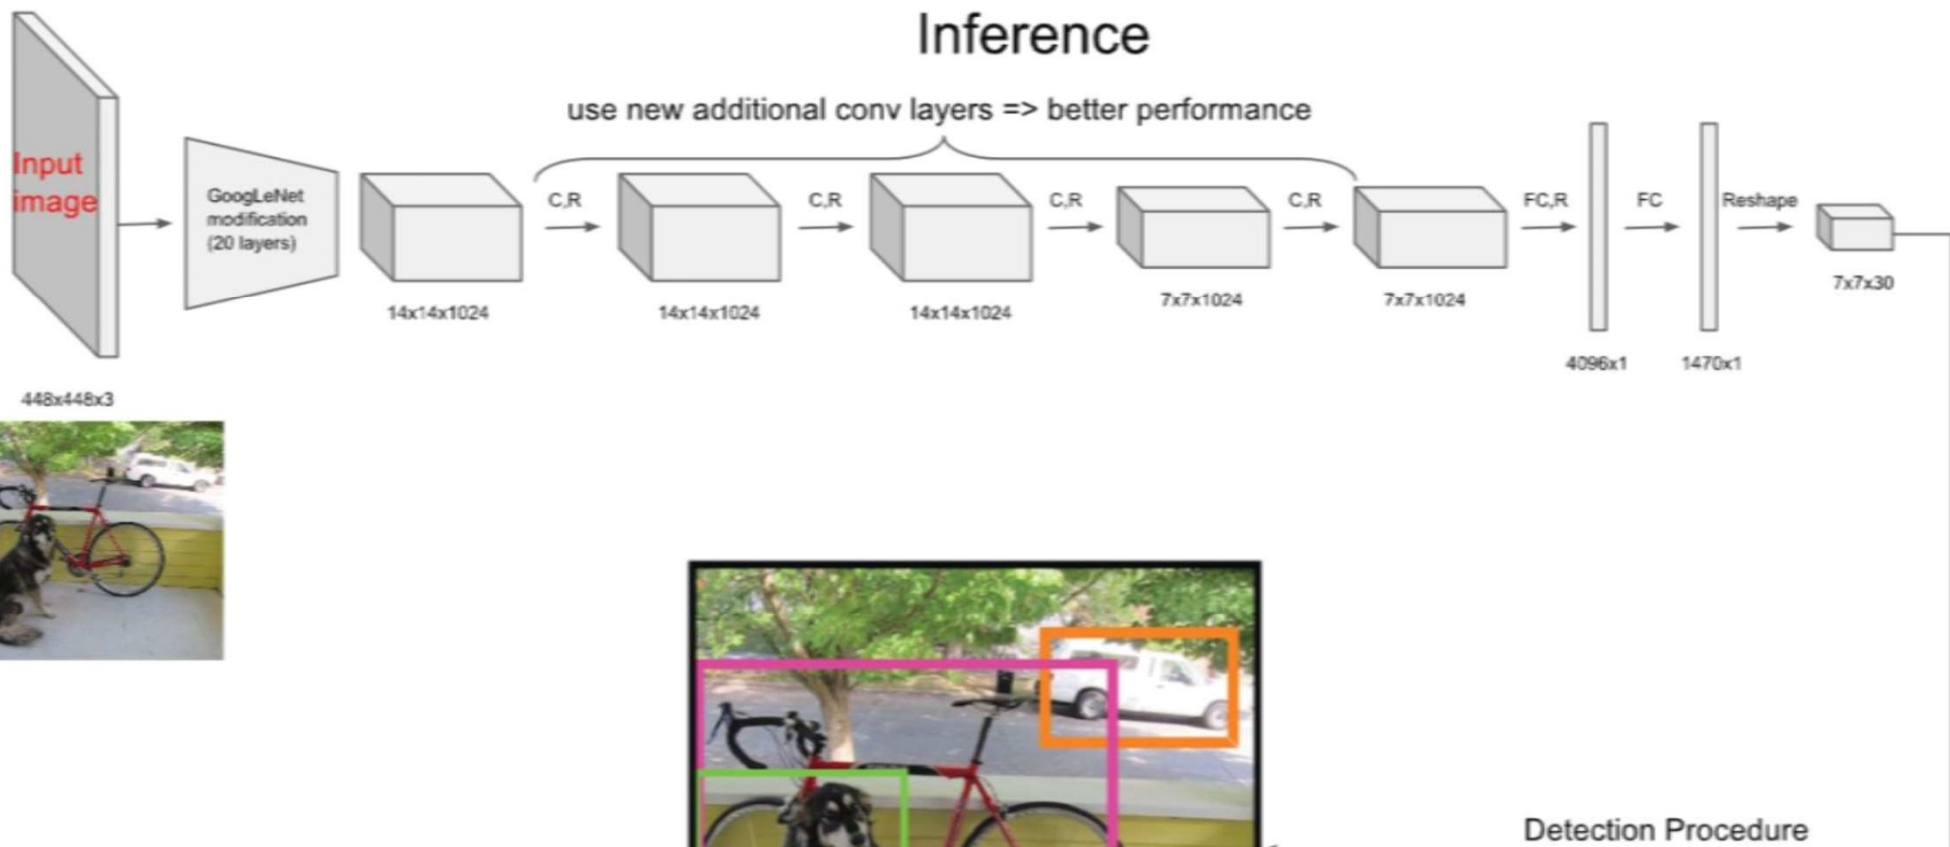 Inference
use new additional conv layers => better performance
Input
image
GoogLeNet
modification
(20 layers)
C,R
C,R
C,R
C,R
FC,R
FC
Reshape
14x14x1024
14x14x1024
14x14x1024
7x7x1024
7x7x1024
4096x1
1470x1
7x7x30
448x448x3
Detection Procedure